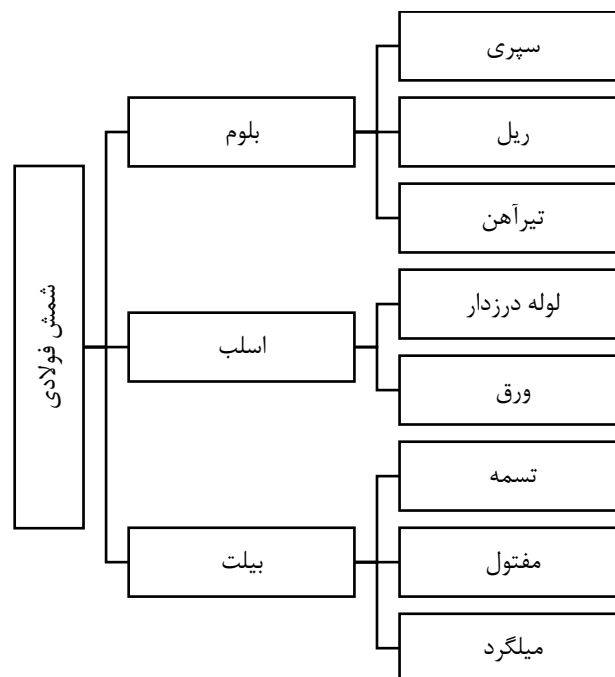 شمش فولادی
بلوم
سپری
ریل
تیرآهن
اسلب
لوله درزدار
ورق
بیلت
تسمه
مفتول
میلگرد